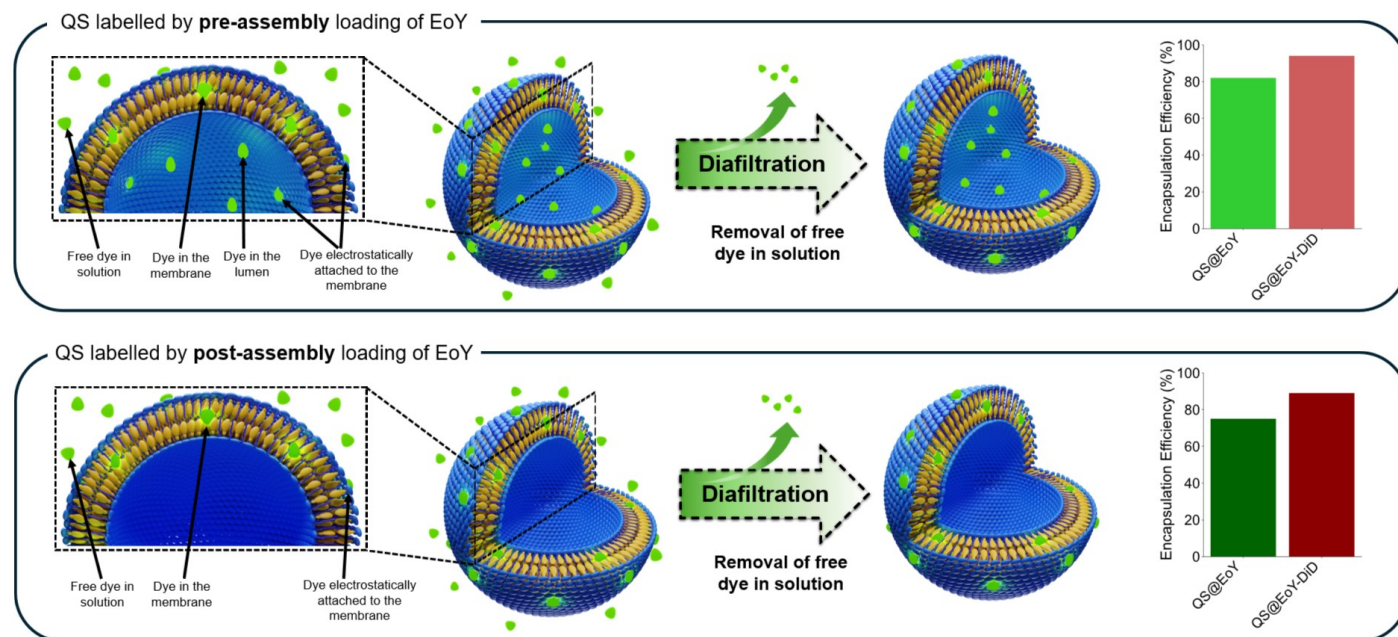 QS labelled by pre-assembly loading of EoY
Free dye in
solution
Dye in the
membrane
Dye in the
lumen
Dye electrostatically
attached to the
membrane
Diafiltration
Removal of free
dye in solution
Encapsulation Efficiency (%)
100
80
60
40
20
0
QS@EoY
QS@EoY-DiD
QS labelled by post-assembly loading of EoY
Free dye in
solution
Dye in the
membrane
Dye electrostatically
attached to the
membrane
Diafiltration
Removal of free
dye in solution
Encapsulation Efficiency (%)
100
80
60
40
20
0
QS@EoY
QS@EoY-DiD